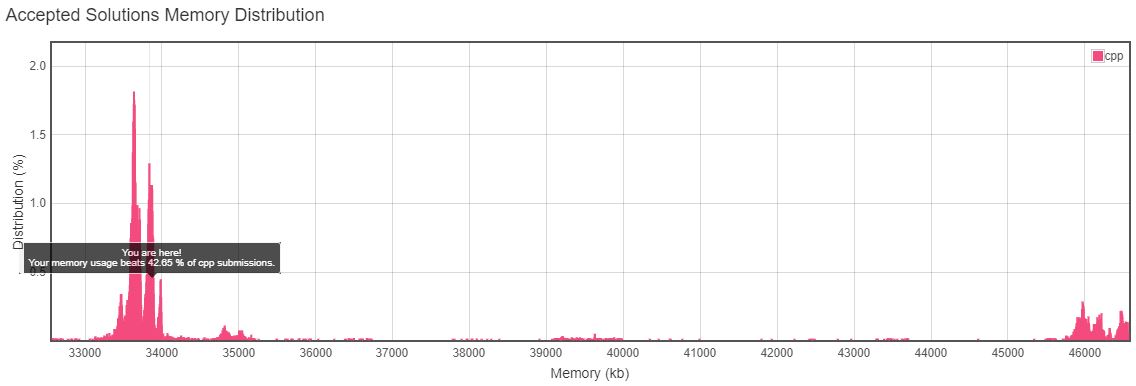 Accepted Solutions Memory Distribution
cpp
2.0
1.5
1.0
0.5
Distribution (%)
You are here!
Your memory usage beats 42.65 % of cpp submissions.
33000 34000 35000 36000 37000 38000 39000 40000 41000 42000 43000 44000 45000 46000
Memory (kb)